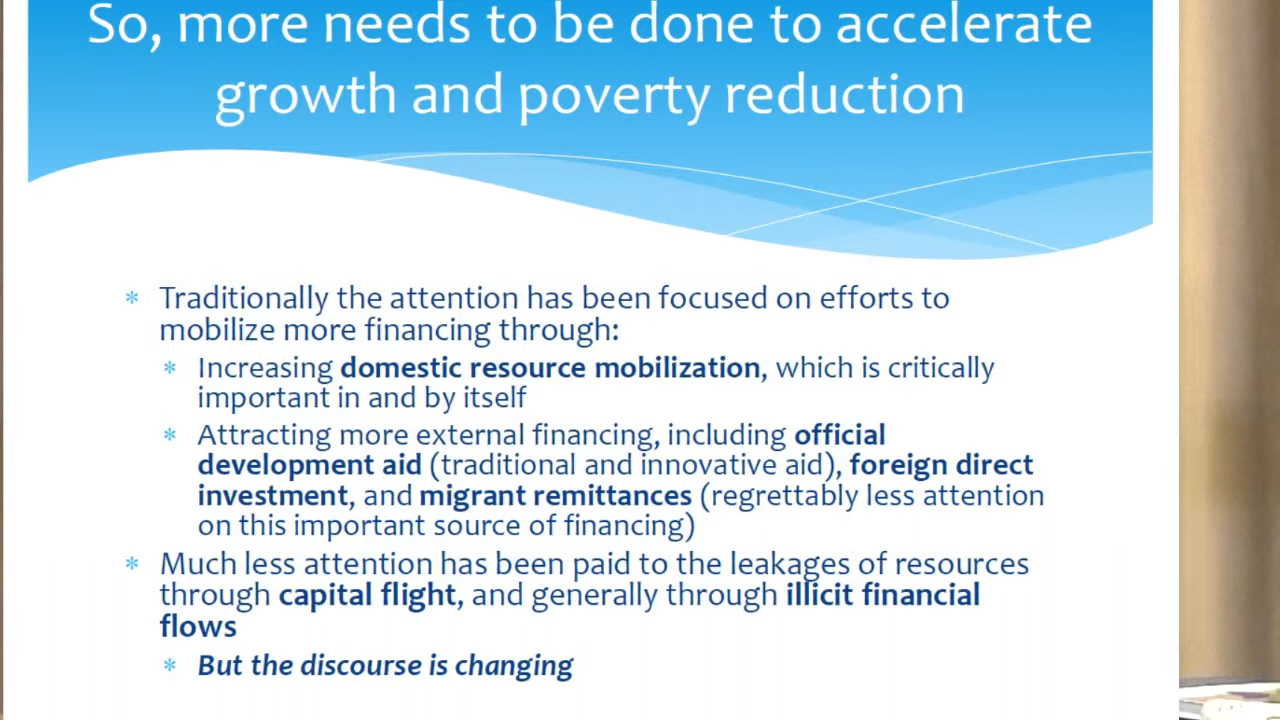 So, more needs to be done to accelerate
growth and poverty reduction
* Traditionally the attention has been focused on efforts to
mobilize more financing through:
* Increasing domestic resource mobilization, which is critically
important in and by itself
* Attracting more external financing, including official
development aid (traditional and innovative aid), foreign direct
investment, and migrant remittances (regrettably less attention
on this important source of financing)
* Much less attention has been paid to the leakages of resources
through capital flight, and generally through illicit financial
flows
* But the discourse is changing